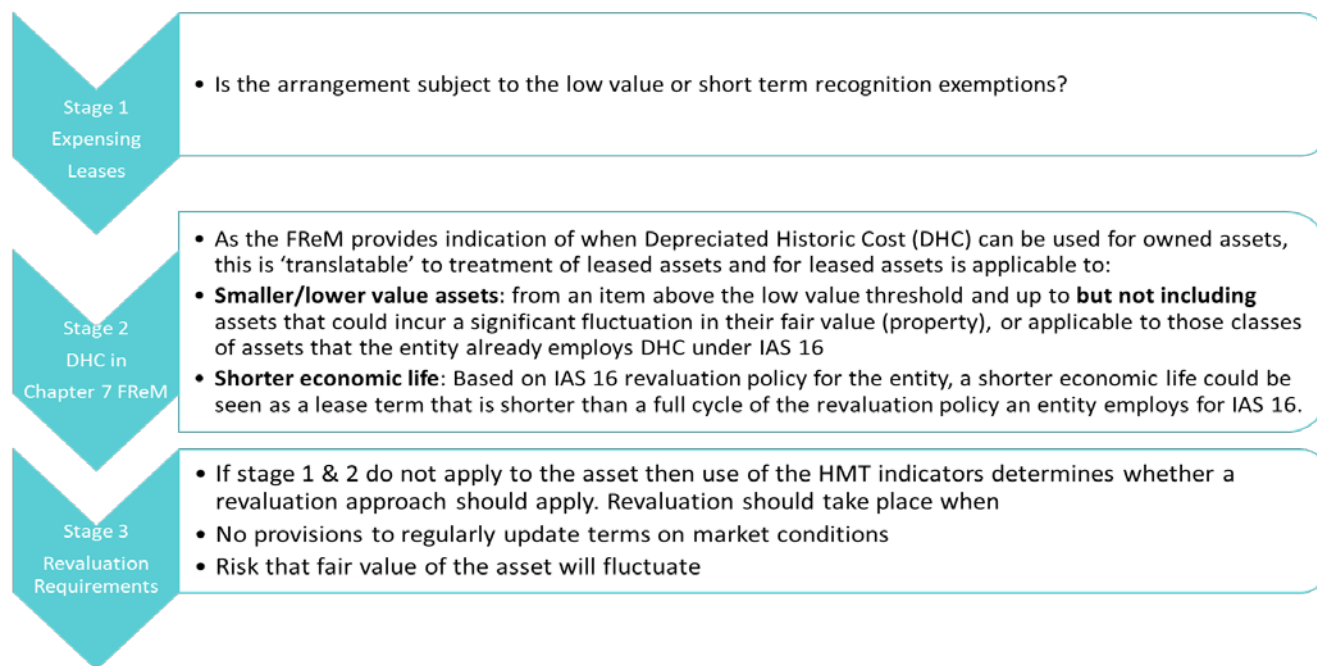 Stage 1
Expensing
Leases
• Is the arrangement subject to the low value or short term recognition exemptions?
Stage 2
DHC in
Chapter 7 FReM
• As the FReM provides indication of when Depreciated Historic Cost (DHC) can be used for owned assets,
this is ‘translatable’ to treatment of leased assets and for leased assets is applicable to:
• Smaller/lower value assets: from an item above the low value threshold and up to but not including
assets that could incur a significant fluctuation in their fair value (property), or applicable to those classes
of assets that the entity already employs DHC under IAS 16
• Shorter economic life: Based on IAS 16 revaluation policy for the entity, a shorter economic life could be
seen as a lease term that is shorter than a full cycle of the revaluation policy an entity employs for IAS 16.
Stage 3
Revaluation
Requirements
• If stage 1 & 2 do not apply to the asset then use of the HMT indicators determines whether a
revaluation approach should apply. Revaluation should take place when
• No provisions to regularly update terms on market conditions
• Risk that fair value of the asset will fluctuate